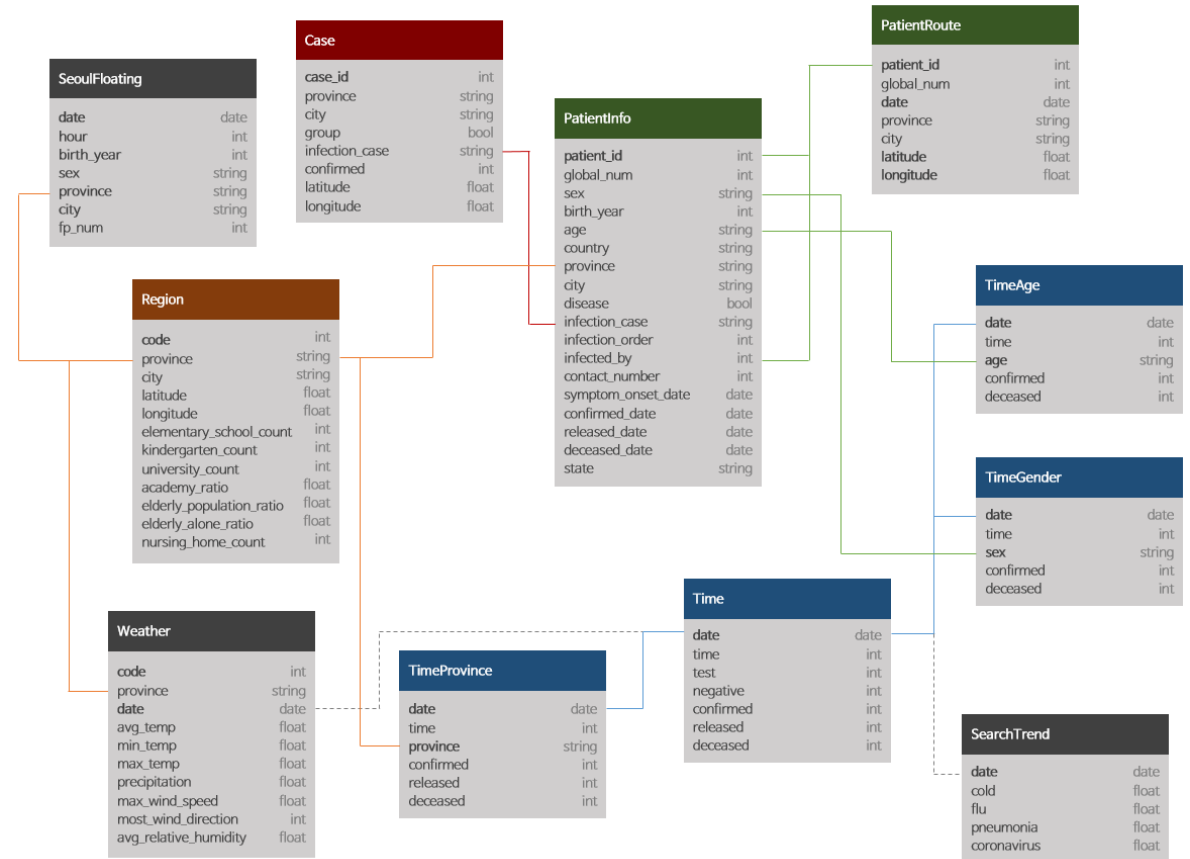 SeoulFloating
date date
hour int
birth_year int
sex string
province string
city string
fp_num int
Case
case_id int
province string
city string
group bool
infection_case string
confirmed int
latitude float
longitude float
PatientInfo
patient_id int
global_num int
sex string
birth_year int
age string
country string
province string
city string
disease bool
infection_case string
infection_order int
infected_by int
contact_number int
symptom_onset_date date
confirmed_date date
released_date date
deceased_date date
state string
PatientRoute
patient_id int
global_num int
date date
province string
city string
latitude float
longitude float
Region
code int
province string
city string
latitude float
longitude float
elementary_school_count int
kindergarten_count int
university_count int
academy_ratio float
elderly_population_ratio float
elderly_alone_ratio float
nursing_home_count int
TimeAge
date date
time int
age string
confirmed int
deceased int
TimeGender
date date
time int
sex string
confirmed int
deceased int
Weather
code int
province string
date date
avg_temp float
min_temp float
max_temp float
precipitation float
max_wind_speed float
most_wind_direction int
avg_relative_humidity float
TimeProvince
date date
time int
province string
confirmed int
released int
deceased int
Time
date date
time int
test int
negative int
confirmed int
released int
deceased int
SearchTrend
date date
cold float
flu float
pneumonia float
coronavirus float